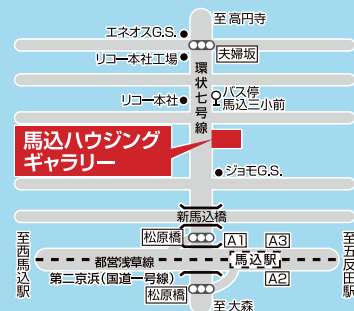 至高円寺
エネオスG.S.
夫婦坂
リコー本社工場
環状七号線
バス停
馬込三小前
リコー本社
馬込ハウジング
ギャラリー
ジョモG.S.
新馬込橋
松原橋
A1
A3
至西馬込駅
都営浅草線
馬込駅
至五反田駅
第二京浜(国道一号線)
A2
松原橋
至大森